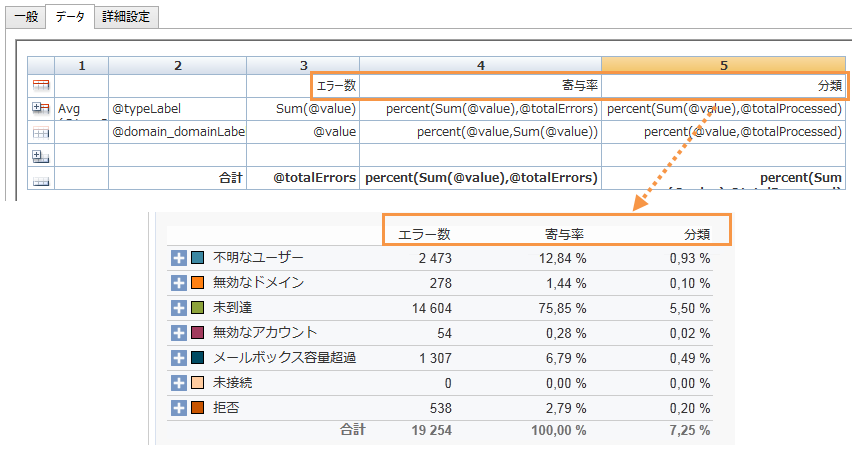 一般 データ 詳細設定
1 2 3 4 5
エラー数 寄与率 分類
Avg @typeLabel Sum(@value) percent(Sum(@value),@totalErrors) percent(Sum(@value),@totalProcessed)
@domain_domainLabe @value percent(@value,Sum(@value)) percent(@value,@totalProcessed)
合計 @totalErrors percent(Sum(@value),@totalErrors) percent(Sum
エラー数 寄与率 分類
不明なユーザー 2 473 12,84 % 0,93 %
無効なドメイン 278 1,44 % 0,10 %
未到達 14 604 75,85 % 5,50 %
無効なアカウント 54 0,28 % 0,02 %
メールボックス容量超過 1 307 6,79 % 0,49 %
未接続 0 0,00 % 0,00 %
拒否 538 2,79 % 0,20 %
合計 19 254 100,00 % 7,25 %